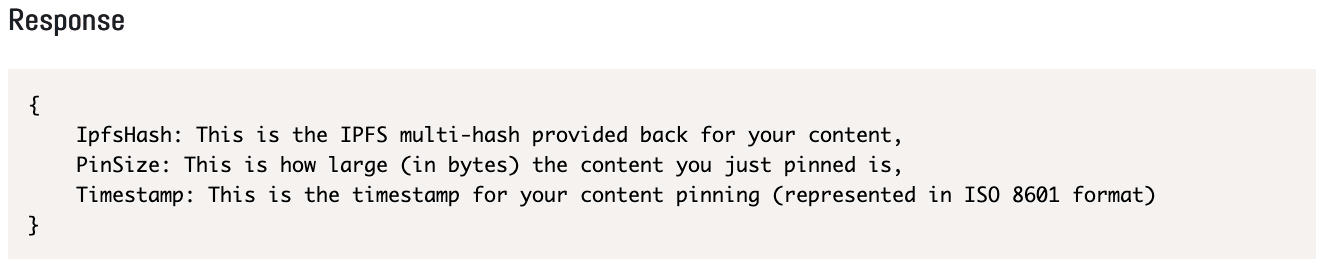 Response
{
IpfsHash: This is the IPFS multi-hash provided back for your content,
PinSize: This is how large (in bytes) the content you just pinned is,
Timestamp: This is the timestamp for your content pinning (represented in ISO 8601 format)
}